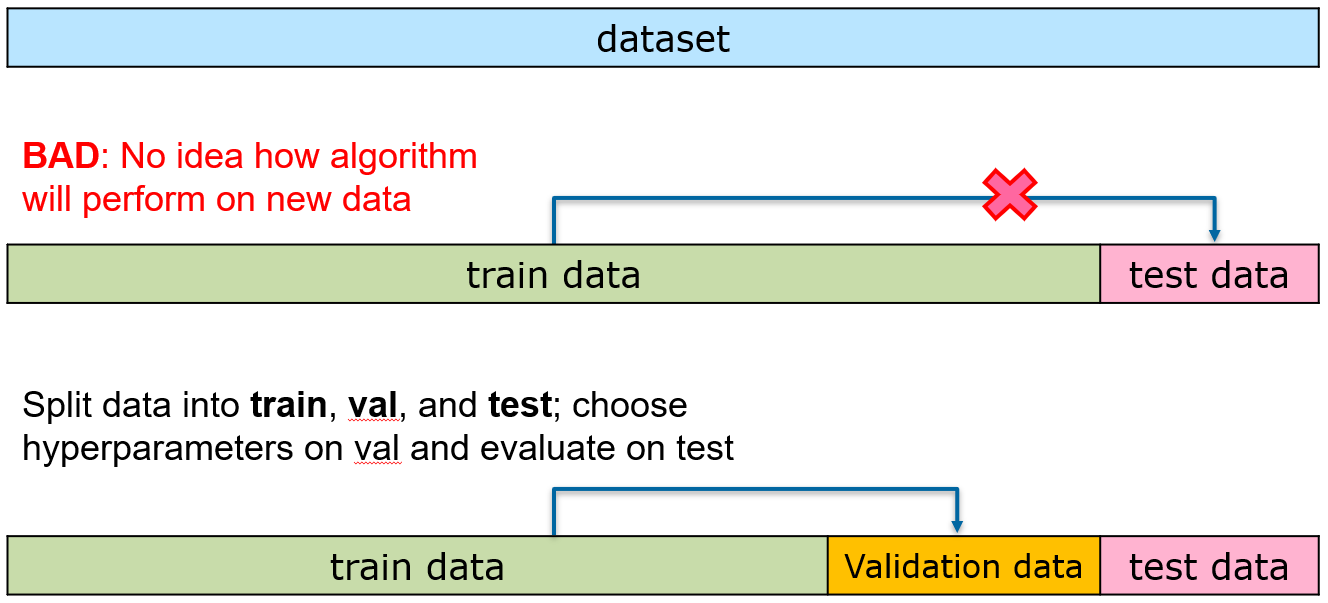 dataset
BAD: No idea how algorithm
will perform on new data
train data
test data
Split data into train, val, and test; choose
hyperparameters on val and evaluate on test
train data
Validation data
test data